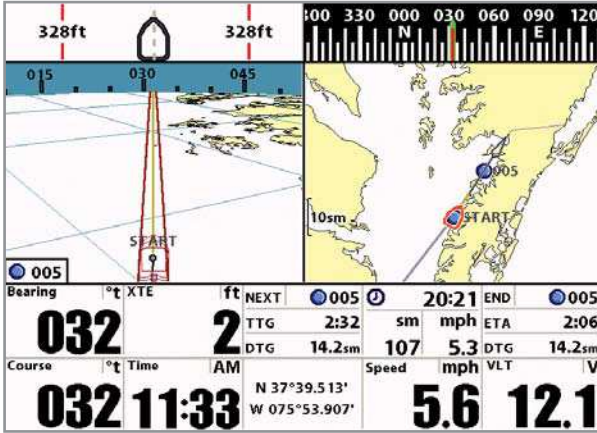 328ft 328ft
300 330 000 030 060 090 120
N E
015 030 045
START
005
005
START
10sm
Bearing °t
032
XTE ft
2
NEXT 005
TTG 2:32
DTG 14.2sm
20:21
sm mph
107 5.3
END 005
ETA 2:06
DTG 14.2sm
Course °t
032
Time AM
11:33
N 37°39.513'
W 075°53.907'
Speed mph
5.6
VLT V
12.1